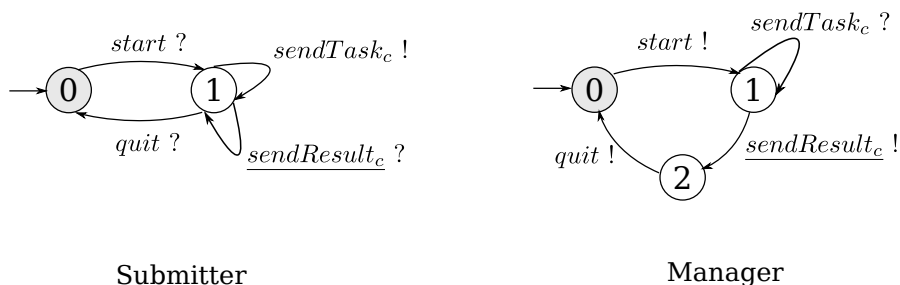 start ?
sendTask_c !
0
1
quit ?
sendResult_c ?
Submitter
sendTask_c ?
start !
0
1
sendResult_c !
quit !
2
Manager